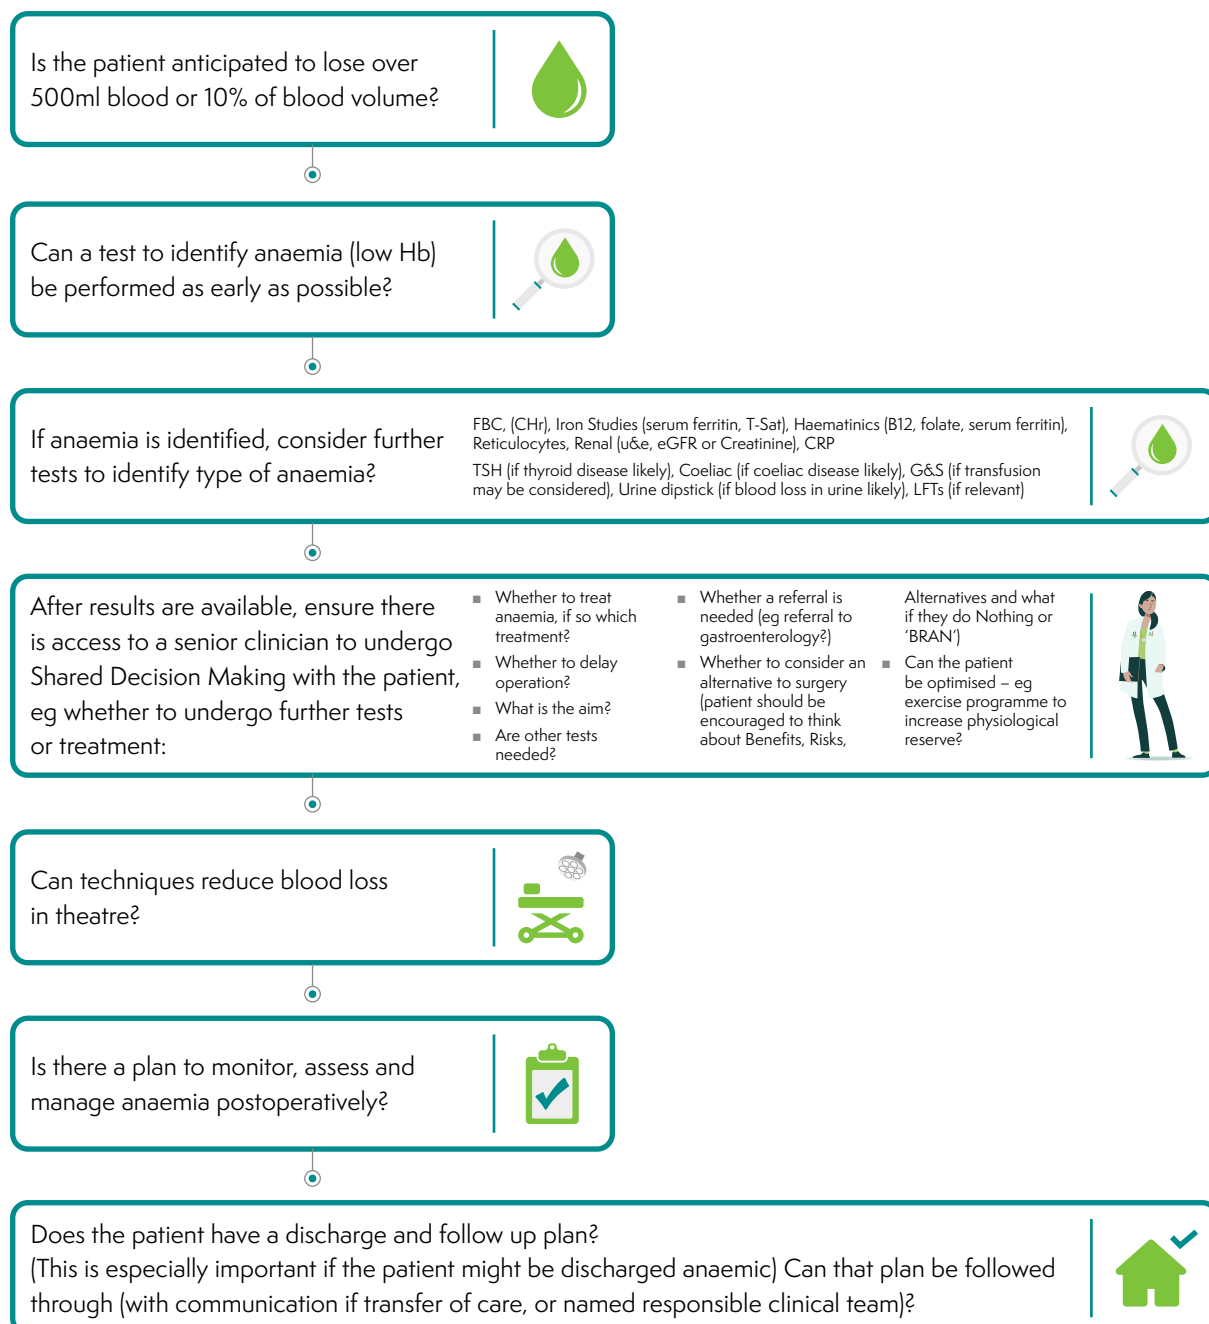 Is the patient anticipated to lose over
500ml blood or 10% of blood volume?
Can a test to identify anaemia (low Hb)
be performed as early as possible?
If anaemia is identified, consider further
tests to identify type of anaemia?
FBC, (CHr), Iron Studies (serum ferritin, T-Sat), Haematinics (B12, folate, serum ferritin),
Reticulocytes, Renal (u&e, eGFR or Creatinine), CRP
TSH (if thyroid disease likely), Coeliac (if coeliac disease likely), G&S (if transfusion
may be considered), Urine dipstick (if blood loss in urine likely), LFTs (if relevant)
After results are available, ensure there
is access to a senior clinician to undergo
Shared Decision Making with the patient,
eg whether to undergo further tests
or treatment:
■ Whether to treat
anaemia, if so which
treatment?
■ Whether to delay
operation?
■ What is the aim?
■ Are other tests
needed?
■ Whether a referral is
needed (eg referral to
gastroenterology?)
■ Whether to consider an
alternative to surgery
(patient should be
encouraged to think
about Benefits, Risks,
Alternatives and what
if they do Nothing or
‘BRAN’)
■ Can the patient
be optimised – eg
exercise programme to
increase physiological
reserve?
Can techniques reduce blood loss
in theatre?
Is there a plan to monitor, assess and
manage anaemia postoperatively?
Does the patient have a discharge and follow up plan?
(This is especially important if the patient might be discharged anaemic) Can that plan be followed
through (with communication if transfer of care, or named responsible clinical team)?